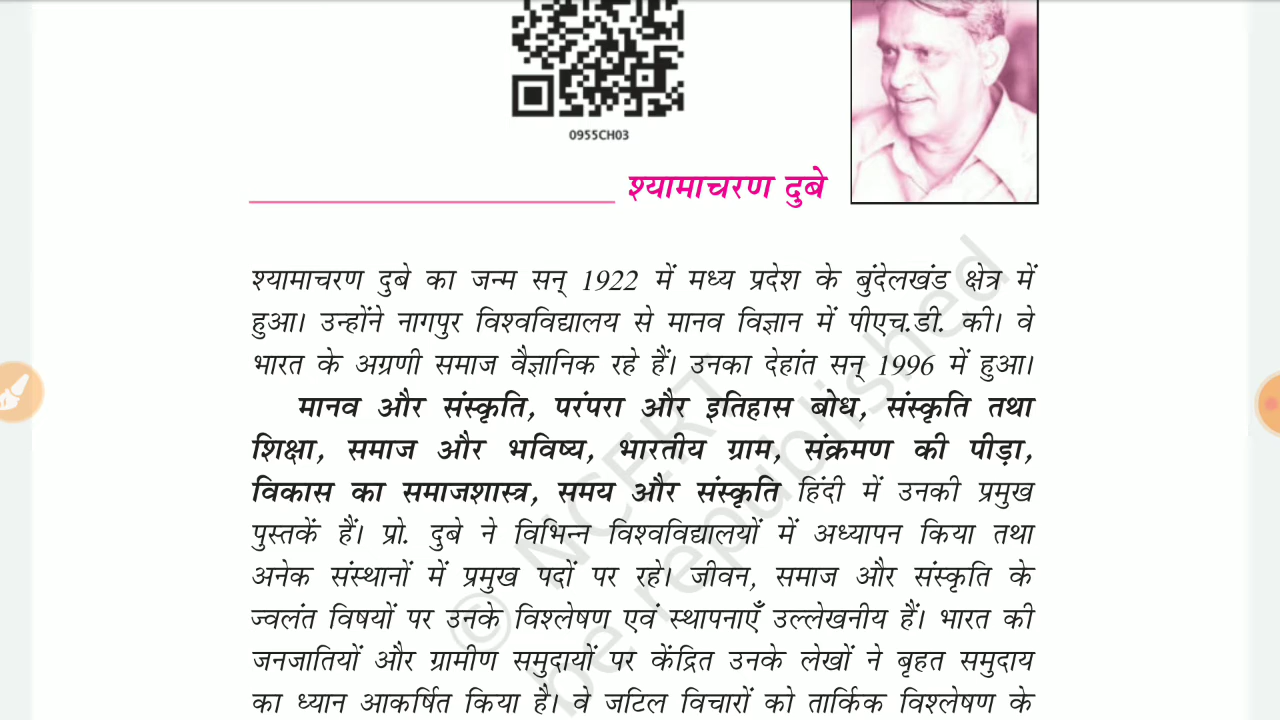 0955CH03
श्यामाचरण दुबे
श्यामाचरण दुबे का जन्म सन् 1922 में मध्य प्रदेश के बुंदेलखंड क्षेत्र में
हुआ। उन्होंने नागपुर विश्वविद्यालय से मानव विज्ञान में पीएच.डी. की। वे
भारत के अग्रणी समाज वैज्ञानिक रहे हैं। उनका देहांत सन् 1996 में हुआ।
मानव और संस्कृति, परंपरा और इतिहास बोध, संस्कृति तथा
शिक्षा, समाज और भविष्य, भारतीय ग्राम, संक्रमण की पीड़ा,
विकास का समाजशास्त्र, समय और संस्कृति हिंदी में उनकी प्रमुख
पुस्तकें हैं। प्रो. दुबे ने विभिन्न विश्वविद्यालयों में अध्यापन किया तथा
अनेक संस्थानों में प्रमुख पदों पर रहे। जीवन, समाज और संस्कृति के
ज्वलंत विषयों पर उनके विश्लेषण एवं स्थापनाएँ उल्लेखनीय हैं। भारत की
जनजातियों और ग्रामीण समुदायों पर केंद्रित उनके लेखों ने बृहत समुदाय
का ध्यान आकर्षित किया है। वे जटिल विचारों को तार्किक विश्लेषण के
© NCERT
be republished